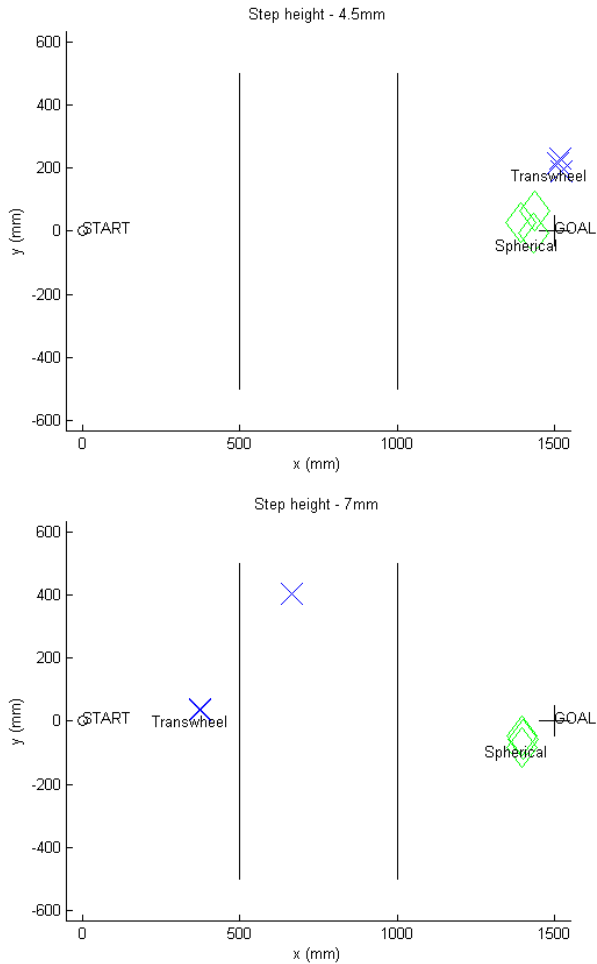 Step height - 4.5mm
600
400
200
0
-200
-400
-600
y (mm)
START
Transwheel
GOAL
Spherical
0 500 1000 1500
x (mm)
Step height - 7mm
600
400
200
0
-200
-400
-600
y (mm)
START
Transwheel
GOAL
Spherical
0 500 1000 1500
x (mm)